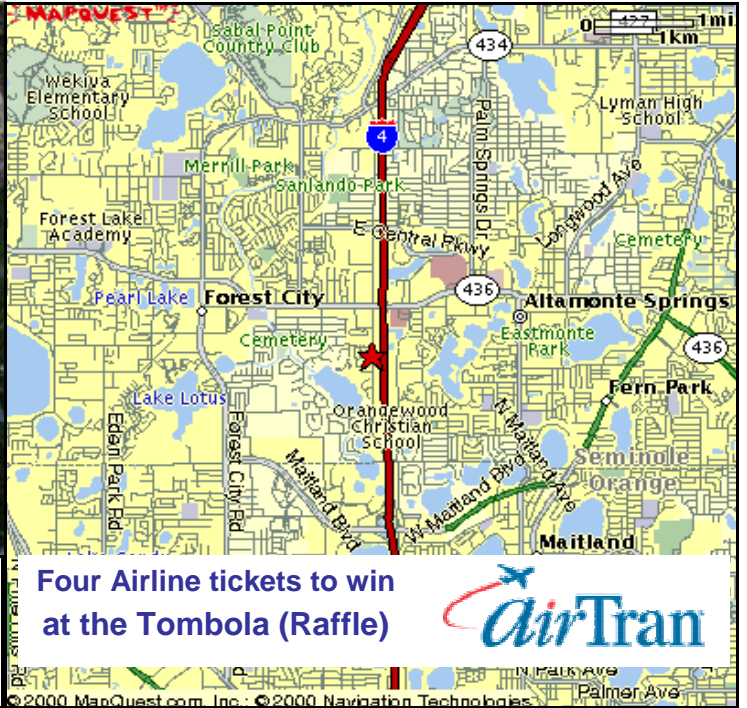 MAPQUEST
Sabal Point
Country Club
434
0 1mi
1km
Wekiva
Elementary
School
Lyman High
School
4
Palm Springs Dr
Merrill Park
Sanlando Park
Longwood Ave
Forest Lake
Academy
E Central Pkwy
Cemetery
Pearl Lake
Forest City
436
Altamonte Springs
Cemetery
Eastmonte
Park
436
Fern Park
Lake Lotus
Orangewood
Christian
School
Eden Park Rd
Forest City Rd
N Maitland Ave
Seminole
Orange
Maitland Blvd
W Maitland Blvd
Maitland
Four Airline tickets to win
at the Tombola (Raffle)
AirTran
N Park Ave
Palmer Ave
©2000 MapQuest.com, Inc.; ©2000 Navigation Technologies